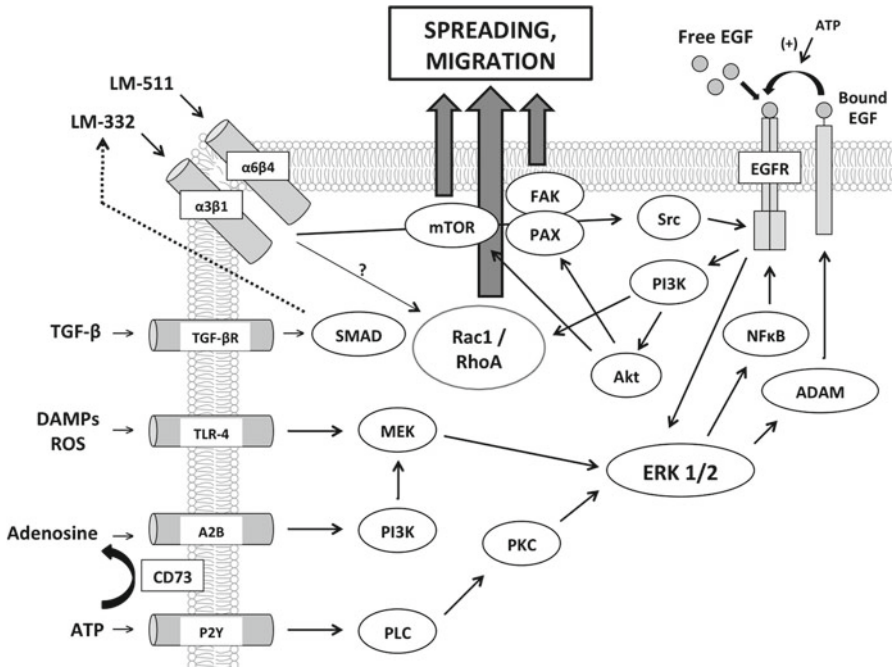 SPREADING,
MIGRATION
Free EGF
(+)
ATP
Bound
EGF
LM-511
LM-332
α6β4
α3β1
EGFR
FAK
PAX
mTOR
Src
?
PI3K
TGF-β
TGF-βR
SMAD
Rac1 /
RhoA
Akt
NFκB
ADAM
DAMPs
ROS
TLR-4
MEK
ERK 1/2
Adenosine
A2B
PI3K
PKC
CD73
ATP
P2Y
PLC